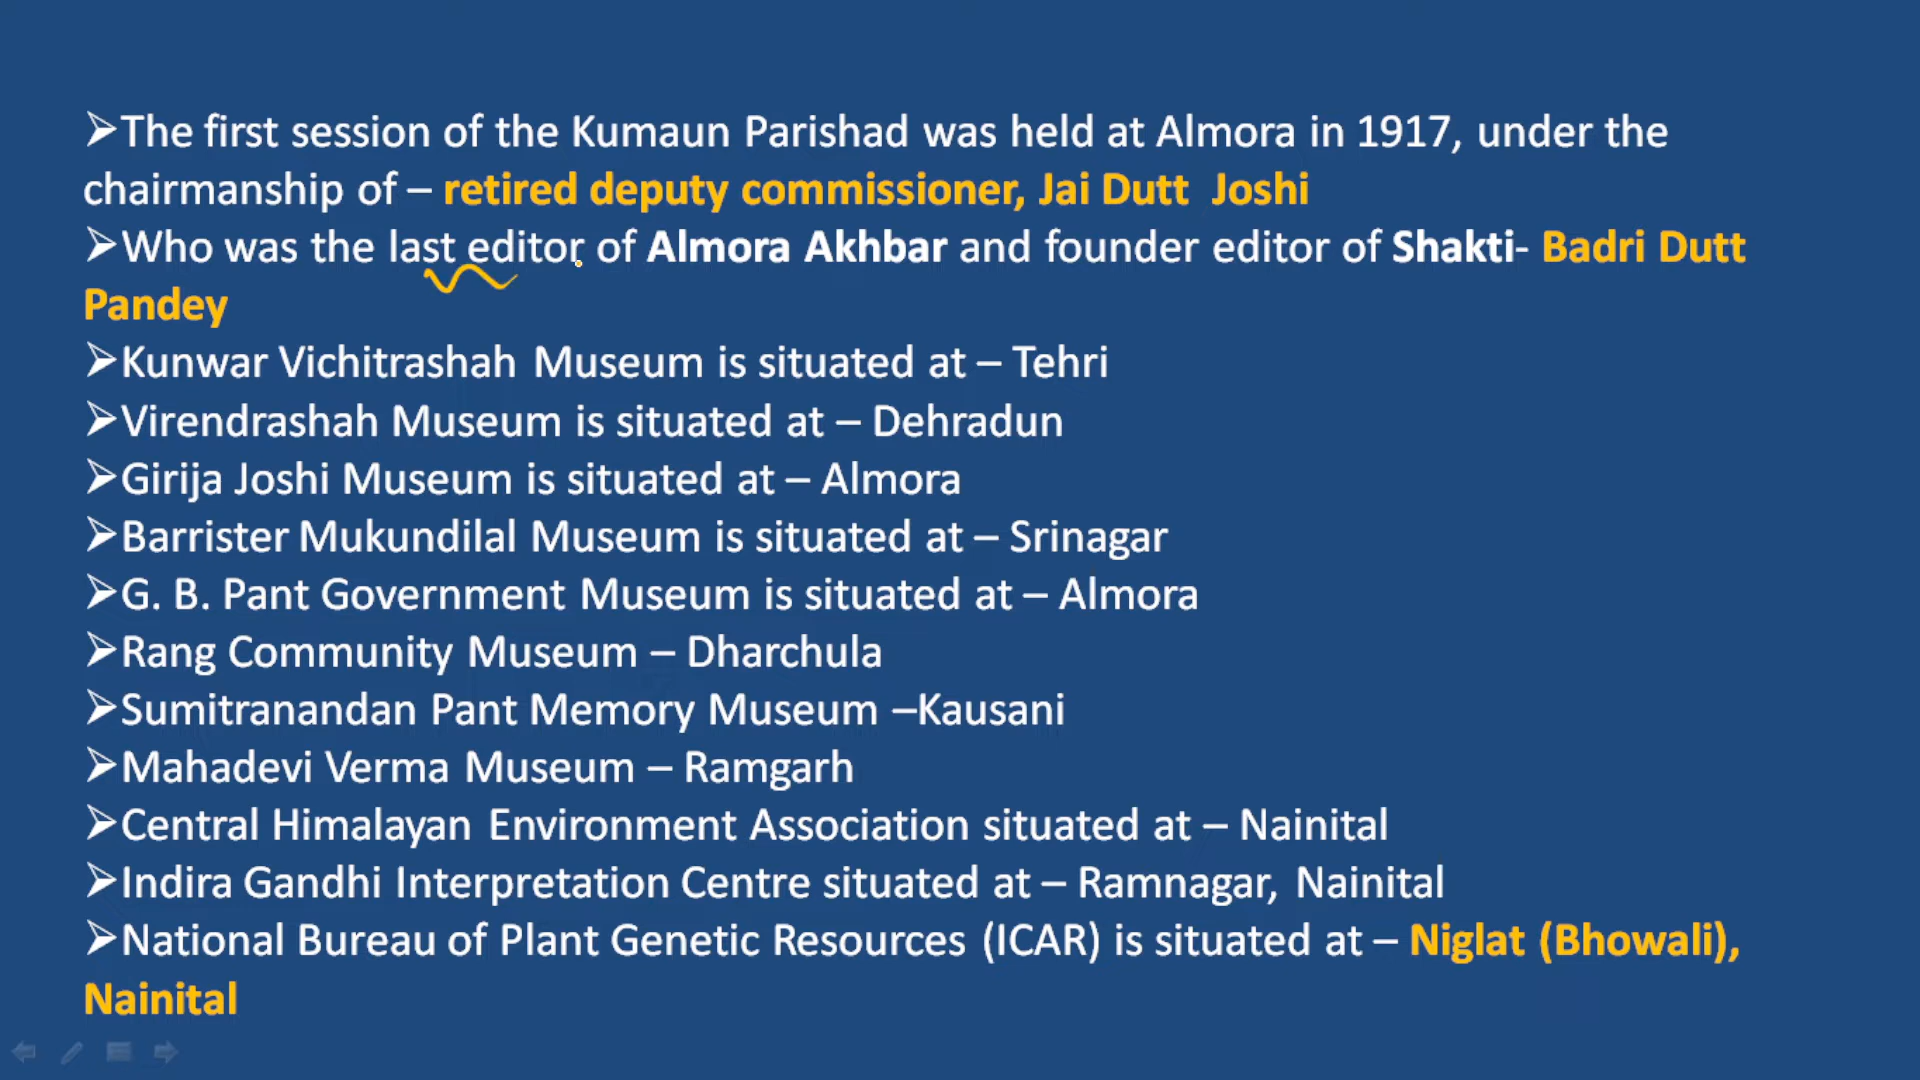 ➢The first session of the Kumaun Parishad was held at Almora in 1917, under the
chairmanship of – retired deputy commissioner, Jai Dutt Joshi
➢Who was the last editor of Almora Akhbar and founder editor of Shakti- Badri Dutt
Pandey
➢Kunwar Vichitrashah Museum is situated at – Tehri
➢Virendrashah Museum is situated at – Dehradun
➢Girija Joshi Museum is situated at – Almora
➢Barrister Mukundilal Museum is situated at – Srinagar
➢G. B. Pant Government Museum is situated at – Almora
➢Rang Community Museum – Dharchula
➢Sumitranandan Pant Memory Museum –Kausani
➢Mahadevi Verma Museum – Ramgarh
➢Central Himalayan Environment Association situated at – Nainital
➢Indira Gandhi Interpretation Centre situated at – Ramnagar, Nainital
➢National Bureau of Plant Genetic Resources (ICAR) is situated at – Niglat (Bhowali),
Nainital